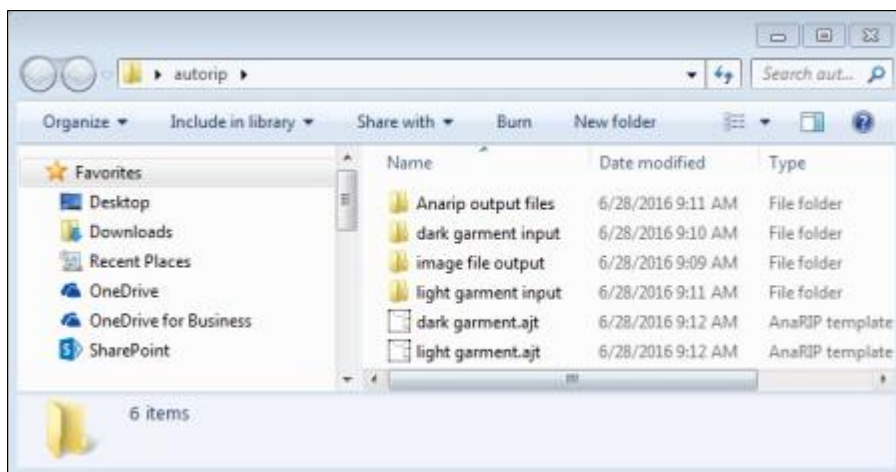 autorip
Search aut...
Organize Include in library Share with Burn New folder
Favorites
Desktop
Downloads
Recent Places
OneDrive
OneDrive for Business
SharePoint
Name Date modified Type
Anarip output files 6/28/2016 9:11 AM File folder
dark garment input 6/28/2016 9:10 AM File folder
image file output 6/28/2016 9:09 AM File folder
light garment input 6/28/2016 9:11 AM File folder
dark garment.ajt 6/28/2016 9:12 AM AnaRIP template
light garment.ajt 6/28/2016 9:12 AM AnaRIP template
6 items